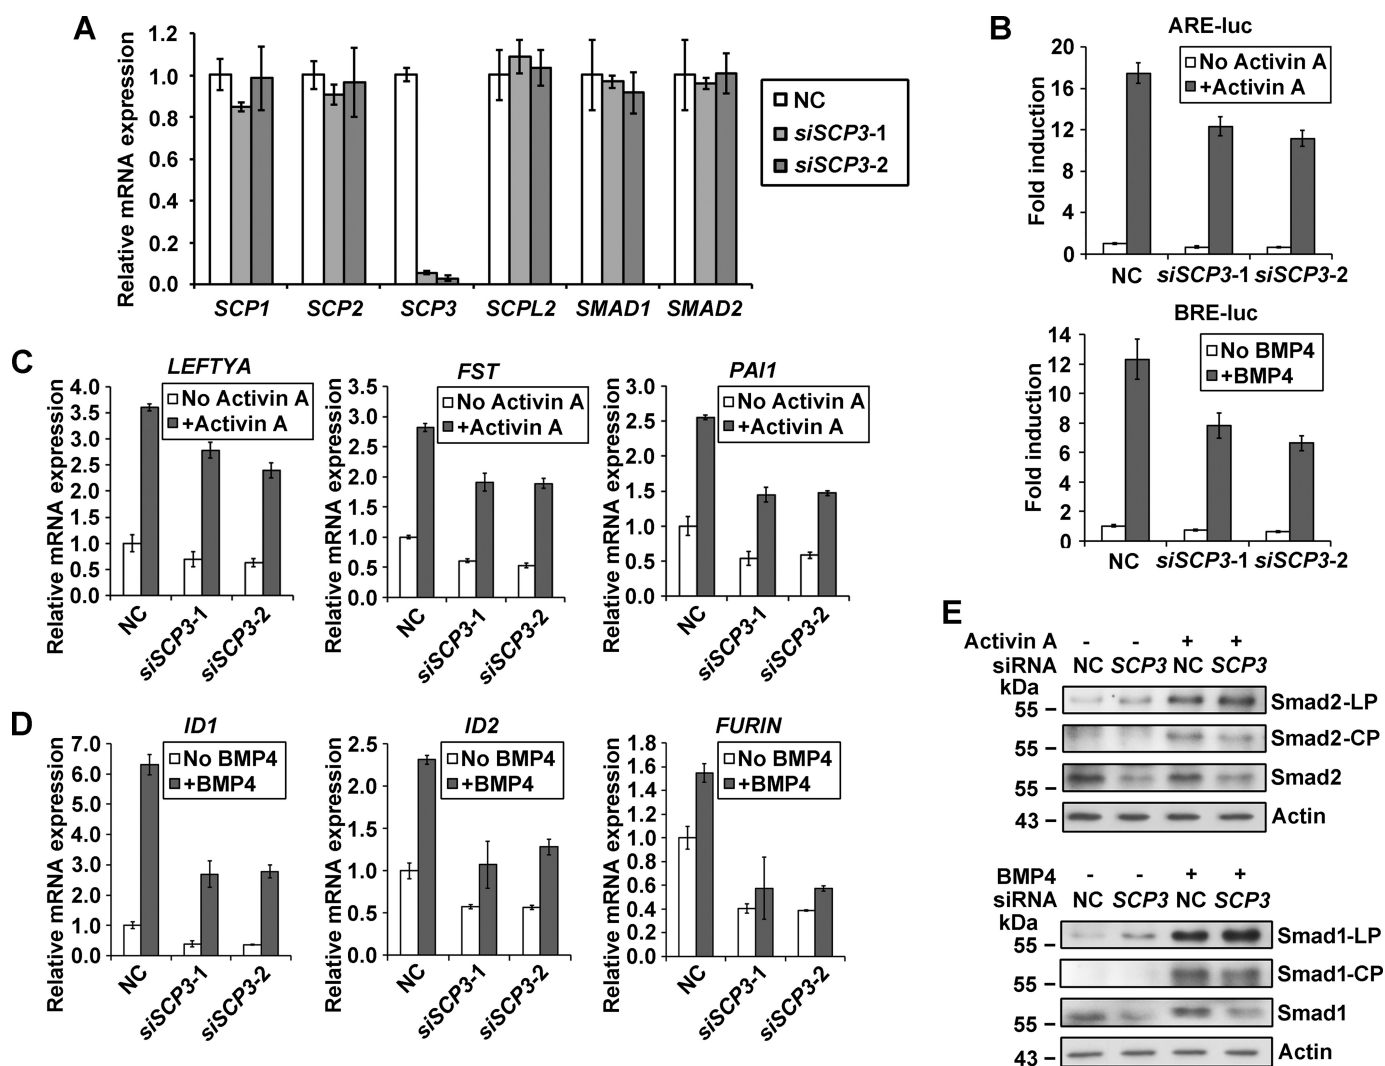 A
Relative mRNA expression
1.2
1.0
0.8
0.6
0.4
0.2
0.0
SCP1 SCP2 SCP3 SCPL2 SMAD1 SMAD2
NC
siSCP3-1
siSCP3-2
B
ARE-luc
Fold induction
20
16
12
8
4
0
No Activin A
+Activin A
NC siSCP3-1 siSCP3-2
BRE-luc
Fold induction
14
12
10
8
6
4
2
0
No BMP4
+BMP4
NC siSCP3-1 siSCP3-2
C
LEFTYA
Relative mRNA expression
4.0
3.5
3.0
2.5
2.0
1.5
1.0
0.5
0.0
No Activin A
+Activin A
NC siSCP3-1 siSCP3-2
FST
Relative mRNA expression
3.5
3.0
2.5
2.0
1.5
1.0
0.5
0.0
No Activin A
+Activin A
NC siSCP3-1 siSCP3-2
PAI1
Relative mRNA expression
3.0
2.5
2.0
1.5
1.0
0.5
0.0
No Activin A
+Activin A
NC siSCP3-1 siSCP3-2
D
ID1
Relative mRNA expression
7.0
6.0
5.0
4.0
3.0
2.0
1.0
0.0
No BMP4
+BMP4
NC siSCP3-1 siSCP3-2
ID2
Relative mRNA expression
2.5
2.0
1.5
1.0
0.5
0.0
No BMP4
+BMP4
NC siSCP3-1 siSCP3-2
FURIN
Relative mRNA expression
1.8
1.6
1.4
1.2
1.0
0.8
0.6
0.4
0.2
0.0
No BMP4
+BMP4
NC siSCP3-1 siSCP3-2
E
Activin A - - + +
siRNA NC SCP3 NC SCP3
kDa
55 – Smad2-LP
55 – Smad2-CP
55 – Smad2
43 – Actin
BMP4 - - + +
siRNA NC SCP3 NC SCP3
kDa
55 – Smad1-LP
55 – Smad1-CP
55 – Smad1
43 – Actin